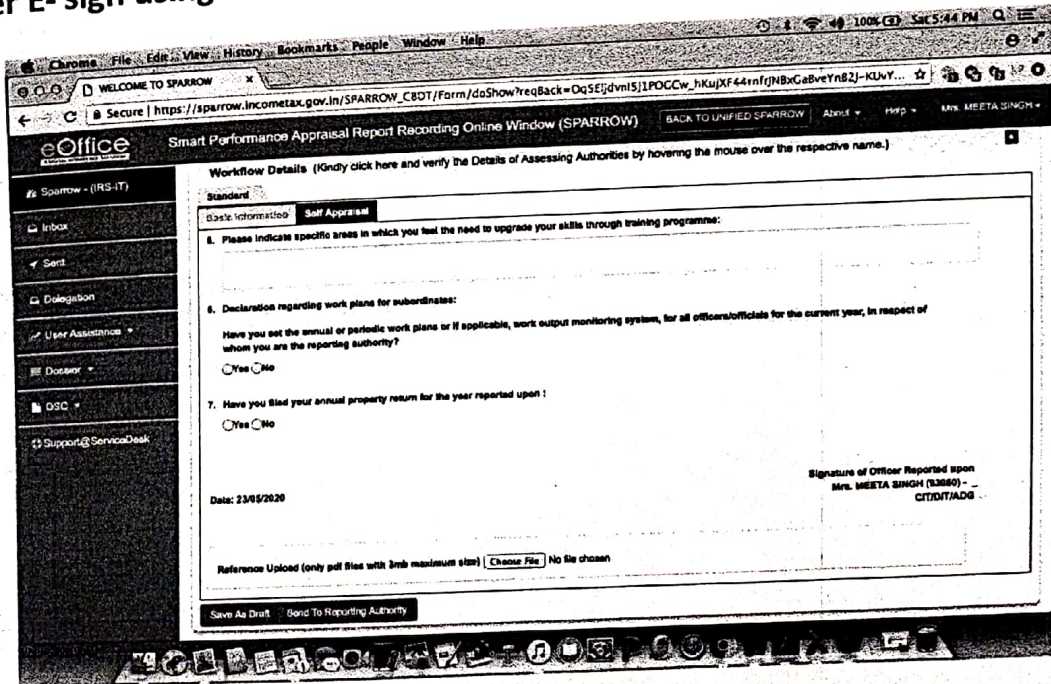 E- sign using
Chrome File Edit View History Bookmarks People Window Help 100% Sat 5:44 PM
WELCOME TO SPARROW
Secure | https://sparrow.incometax.gov.in/SPARROW_CBDT/Form/doShow?reqBack=
eOffice Smart Performance Appraisal Report Recording Online Window (SPARROW) BACK TO UNIFIED SPARROW About Help Mrs. MEETA SINGH
Workflow Details (Kindly click here and verify the Details of Assessing Authorities by hovering the mouse over the respective name.)
Sparrow - (IRS-IT)
Inbox
Sent
Delegation
User Assistance
Dossier
DSC
Support@ServiceDesk
Standard
Basic Information Self Appraisal
5. Please indicate specific areas in which you feel the need to upgrade your skills through training programme:
6. Declaration regarding work plans for subordinates:
Have you set the annual or periodic work plans or if applicable, work output monitoring system, for all officers/officials for the current year, in respect of
whom you are the reporting authority?
Yes No
7. Have you filed your annual property return for the year reported upon :
Yes No
Signature of Officer Reported upon
Date: 23/05/2020 Mrs. MEETA SINGH (83060) -
CIT/DIT/ADG
Reference Upload (only pdf files with 3mb maximum size) Choose File No file chosen
Save As Draft Send To Reporting Authority